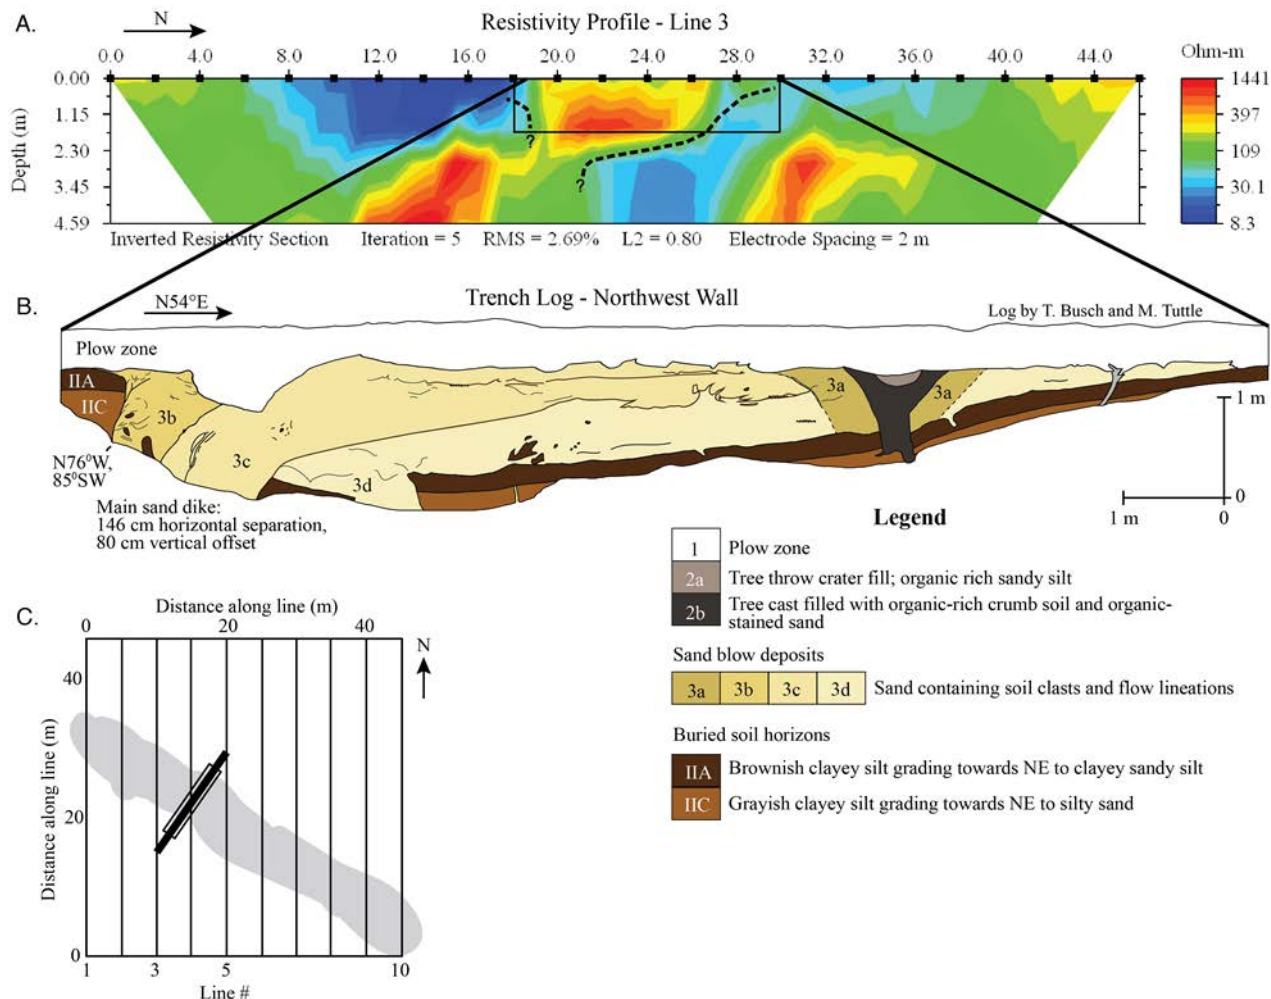 A.
N
Resistivity Profile - Line 3
Ohm-m
0.0 4.0 8.0 12.0 16.0 20.0 24.0 28.0 32.0 36.0 40.0 44.0
Depth (m)
0.00
1.15
2.30
3.45
4.59
?
?
1441
397
109
30.1
8.3
Inverted Resistivity Section Iteration = 5 RMS = 2.69% L2 = 0.80 Electrode Spacing = 2 m
B.
N54°E
Trench Log - Northwest Wall
Log by T. Busch and M. Tuttle
Plow zone
IIA
IIC
3b
3c
3d
3a
3a
N76°W,
85°SW
Main sand dike:
146 cm horizontal separation,
80 cm vertical offset
1 m
0
1 m
0
Legend
1 Plow zone
2a Tree throw crater fill; organic rich sandy silt
2b Tree cast filled with organic-rich crumb soil and organic-
stained sand
Sand blow deposits
3a 3b 3c 3d Sand containing soil clasts and flow lineations
Buried soil horizons
IIA Brownish clayey silt grading towards NE to clayey sandy silt
IIC Grayish clayey silt grading towards NE to silty sand
C.
Distance along line (m)
0 20 40
N
Distance along line (m)
40
20
0
1 3 5 10
Line #